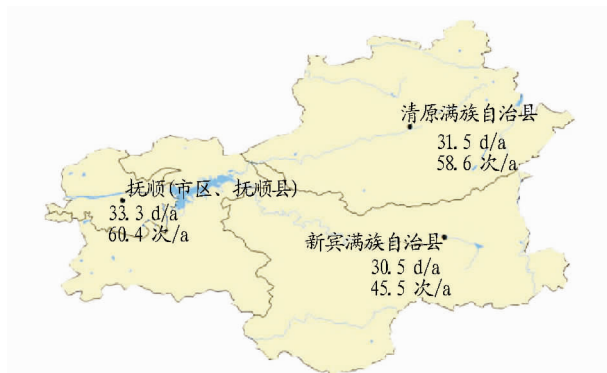 清原满族自治县
31.5 d/a
58.6 次/a
抚顺(市区、抚顺县)
33.3 d/a
60.4 次/a
新宾满族自治县
30.5 d/a
45.5 次/a